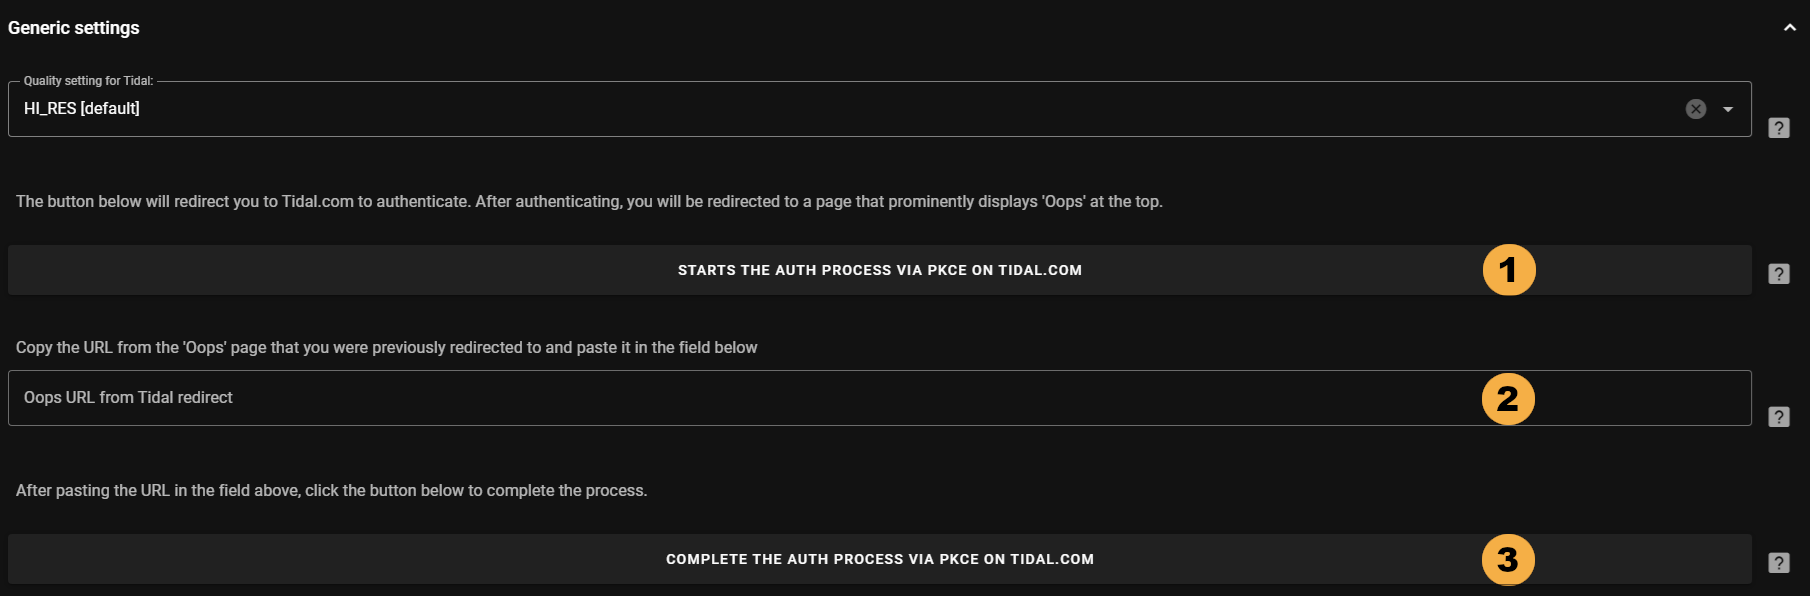 Generic settings
Quality setting for Tidal:
HI_RES [default]
?
The button below will redirect you to Tidal.com to authenticate. After authenticating, you will be redirected to a page that prominently displays 'Oops' at the top.
STARTS THE AUTH PROCESS VIA PKCE ON TIDAL.COM 1
?
Copy the URL from the 'Oops' page that you were previously redirected to and paste it in the field below
Oops URL from Tidal redirect 2
?
After pasting the URL in the field above, click the button below to complete the process.
COMPLETE THE AUTH PROCESS VIA PKCE ON TIDAL.COM 3
?